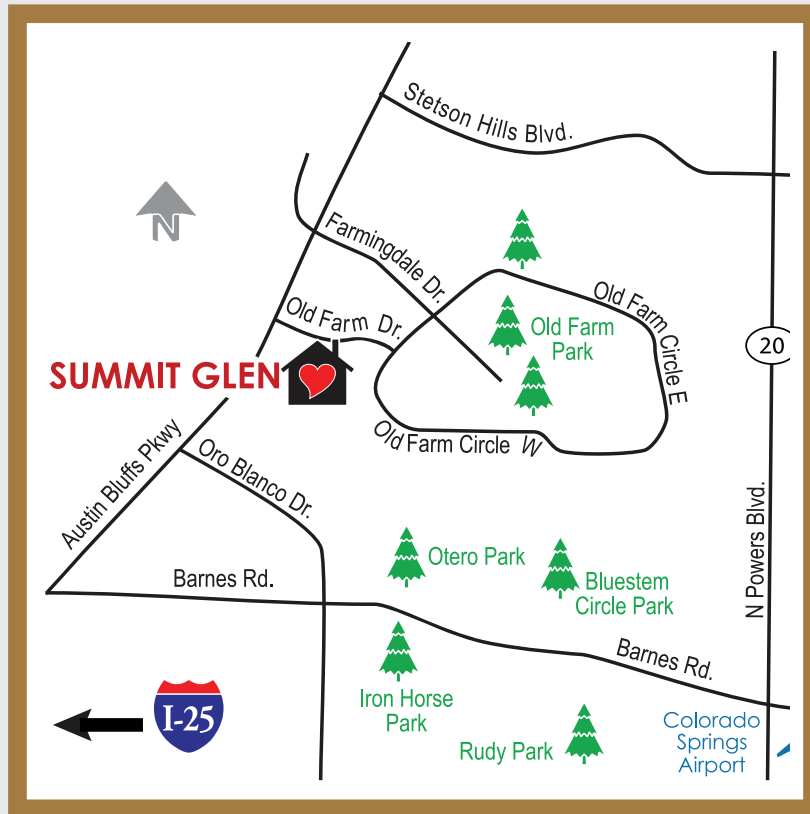 Stetson Hills Blvd.
N
Farmingdale Dr.
Old Farm Dr.
Old Farm
Park
Old Farm Circle E
20
SUMMIT GLEN
Old Farm Circle W
Austin Bluffs Pkwy
Oro Blanco Dr.
N Powers Blvd.
Otero Park
Barnes Rd.
Bluestem
Circle Park
Barnes Rd.
Iron Horse
Park
I-25
Rudy Park
Colorado
Springs
Airport